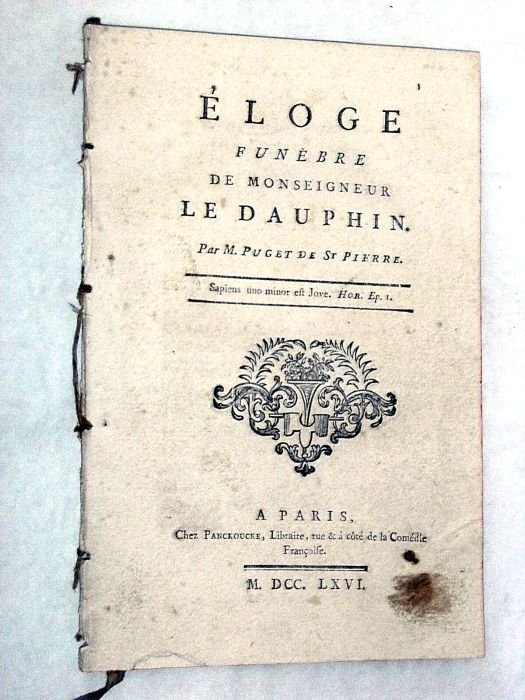 ÉLOGE
FUNÈBRE
DE MONSEIGNEUR
LE DAUPHIN.
Par M. PUGET DE ST PIERRE.
Sapiens uno minor eſt Jove. HOR. Ep. 1.
A PARIS,
Chez PANCKOUCKE, Libraire, rue & à côté de la Comédie
Françoiſe.
M. DCC. LXVI.